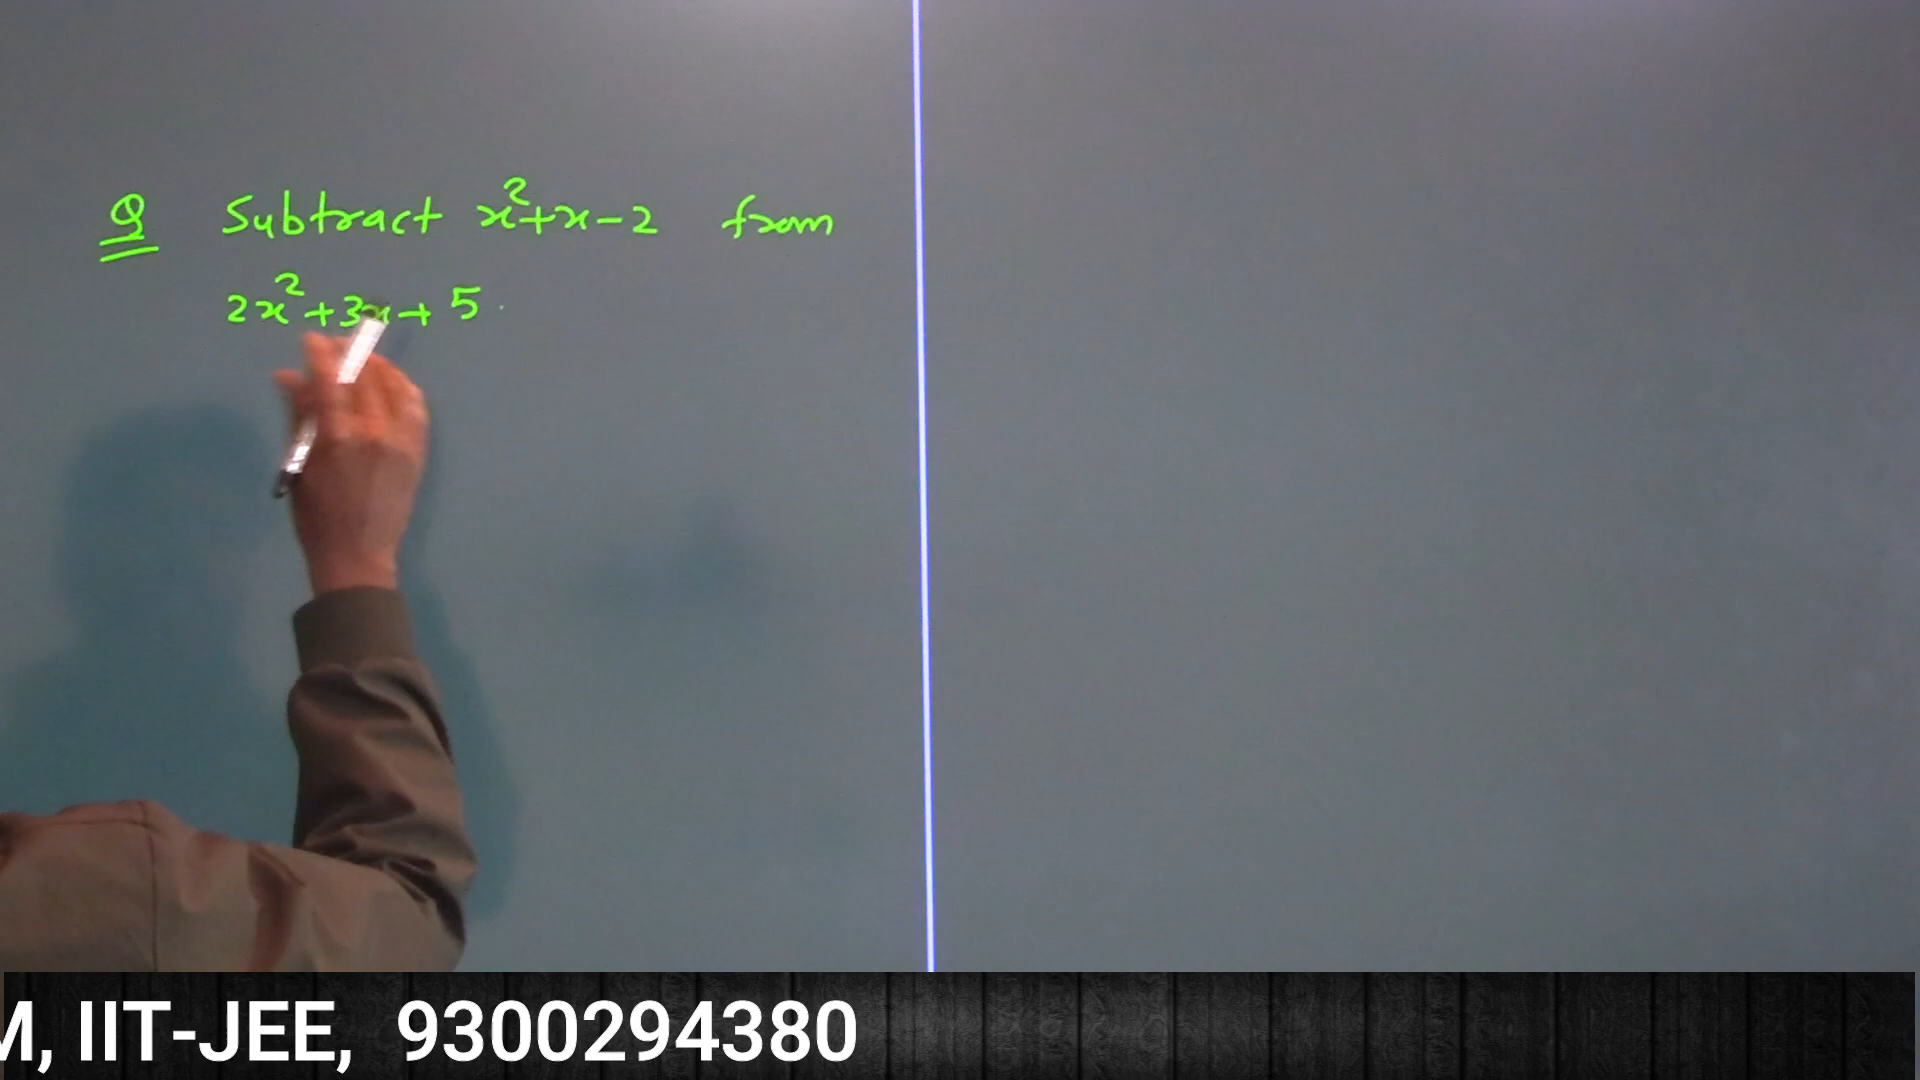 Q Subtract x²+x-2 from
2x²+3x+5.
M, IIT-JEE, 9300294380